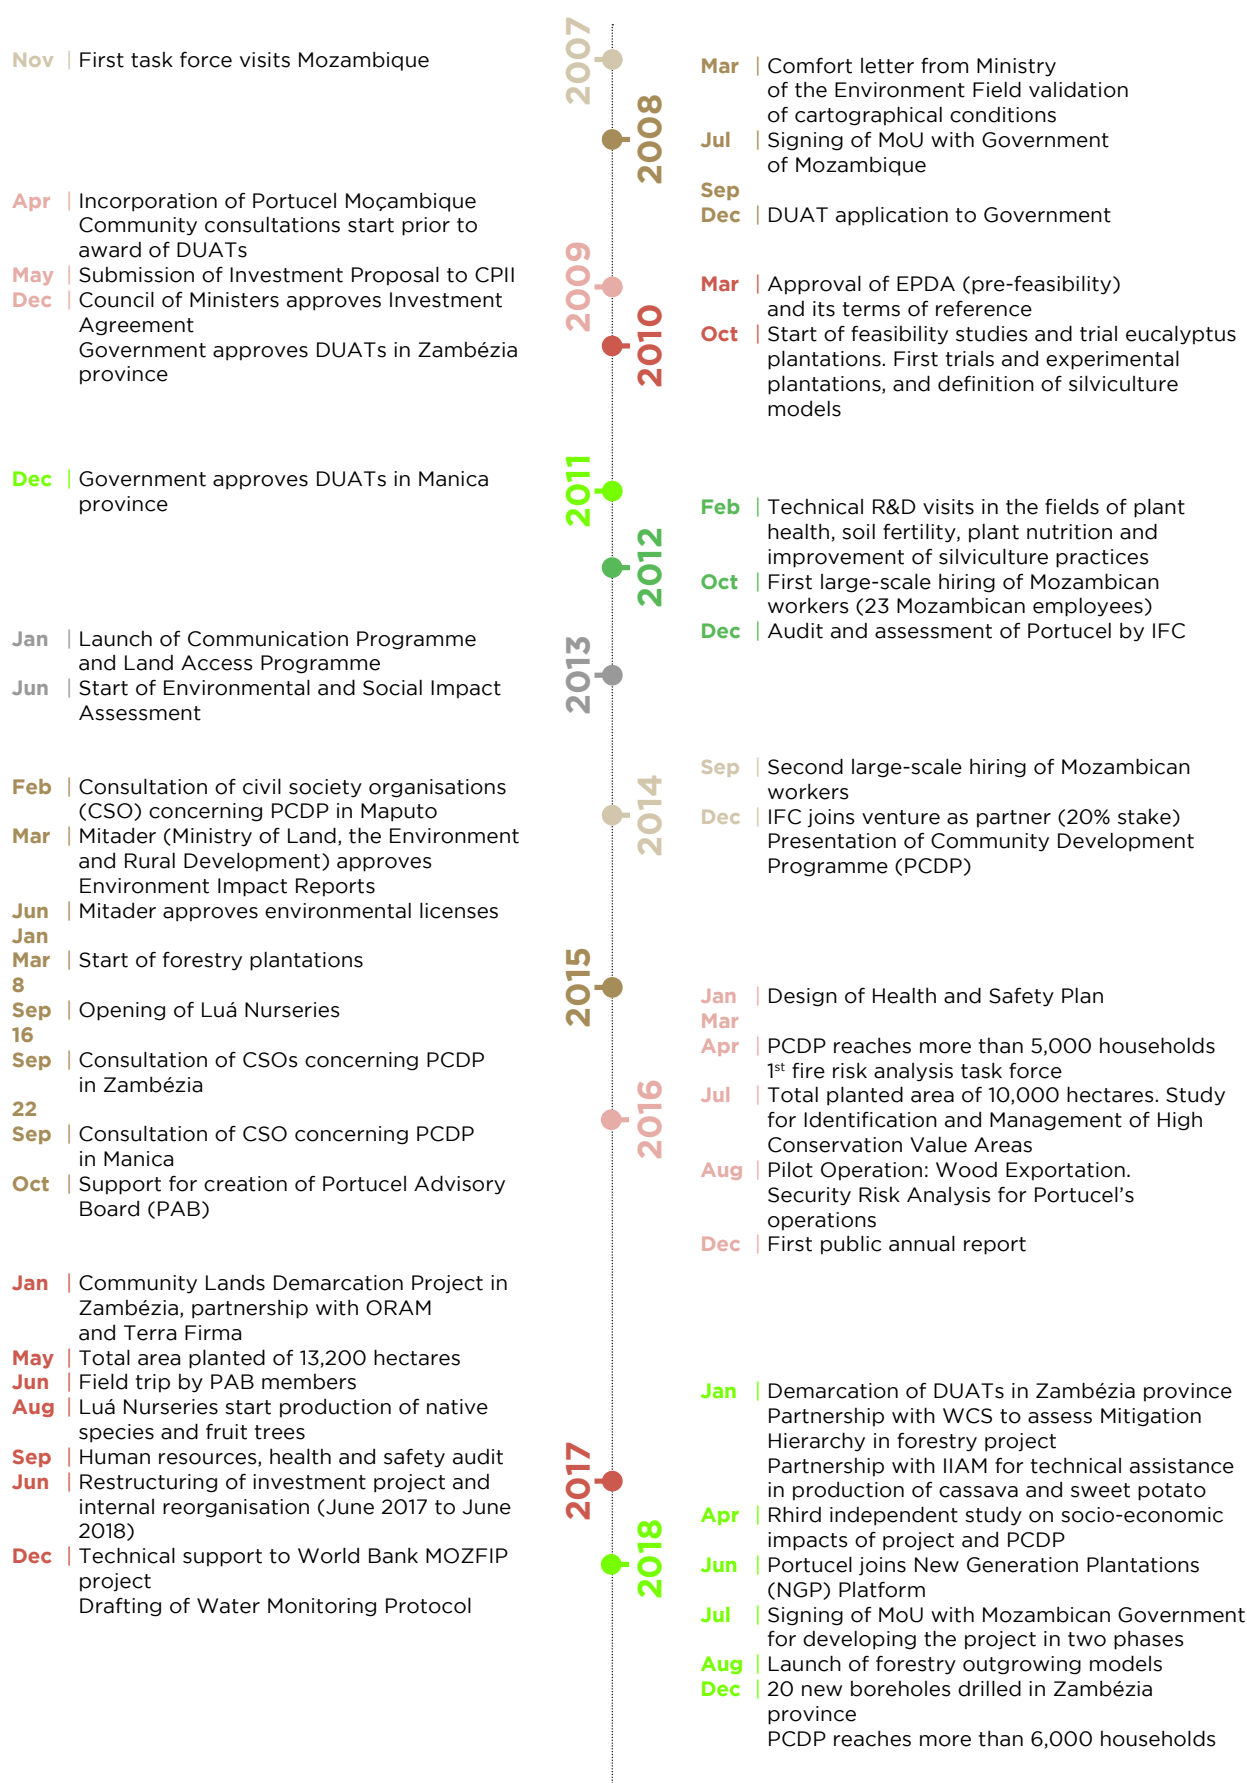 2007
Nov | First task force visits Mozambique
2008
Mar | Comfort letter from Ministry
of the Environment Field validation
of cartographical conditions
Jul | Signing of MoU with Government
of Mozambique
Sep
Dec | DUAT application to Government
2009
Apr | Incorporation of Portucel Moçambique
Community consultations start prior to
award of DUATs
May | Submission of Investment Proposal to CPII
Dec | Council of Ministers approves Investment
Agreement
Government approves DUATs in Zambézia
province
2010
Mar | Approval of EPDA (pre-feasibility)
and its terms of reference
Oct | Start of feasibility studies and trial eucalyptus
plantations. First trials and experimental
plantations, and definition of silviculture
models
2011
Dec | Government approves DUATs in Manica
province
2012
Feb | Technical R&D visits in the fields of plant
health, soil fertility, plant nutrition and
improvement of silviculture practices
Oct | First large-scale hiring of Mozambican
workers (23 Mozambican employees)
Dec | Audit and assessment of Portucel by IFC
2013
Jan | Launch of Communication Programme
and Land Access Programme
Jun | Start of Environmental and Social Impact
Assessment
2014
Sep | Second large-scale hiring of Mozambican
workers
Dec | IFC joins venture as partner (20% stake)
Presentation of Community Development
Programme (PCDP)
2015
Feb | Consultation of civil society organisations
(CSO) concerning PCDP in Maputo
Mar | Mitader (Ministry of Land, the Environment
and Rural Development) approves
Environment Impact Reports
Jun | Mitader approves environmental licenses
Jan
Mar | Start of forestry plantations
8
Sep | Opening of Luá Nurseries
16
Sep | Consultation of CSOs concerning PCDP
in Zambézia
22
Sep | Consultation of CSO concerning PCDP
in Manica
Oct | Support for creation of Portucel Advisory
Board (PAB)
2016
Jan | Design of Health and Safety Plan
Mar
Apr | PCDP reaches more than 5,000 households
1st fire risk analysis task force
Jul | Total planted area of 10,000 hectares. Study
for Identification and Management of High
Conservation Value Areas
Aug | Pilot Operation: Wood Exportation.
Security Risk Analysis for Portucel's
operations
Dec | First public annual report
2017
Jan | Community Lands Demarcation Project in
Zambézia, partnership with ORAM
and Terra Firma
May | Total area planted of 13,200 hectares
Jun | Field trip by PAB members
Aug | Luá Nurseries start production of native
species and fruit trees
Sep | Human resources, health and safety audit
Jun | Restructuring of investment project and
internal reorganisation (June 2017 to June
2018)
Dec | Technical support to World Bank MOZFIP
project
Drafting of Water Monitoring Protocol
2018
Jan | Demarcation of DUATs in Zambézia province
Partnership with WCS to assess Mitigation
Hierarchy in forestry project
Partnership with IIAM for technical assistance
in production of cassava and sweet potato
Apr | Rhird independent study on socio-economic
impacts of project and PCDP
Jun | Portucel joins New Generation Plantations
(NGP) Platform
Jul | Signing of MoU with Mozambican Government
for developing the project in two phases
Aug | Launch of forestry outgrowing models
Dec | 20 new boreholes drilled in Zambézia
province
PCDP reaches more than 6,000 households